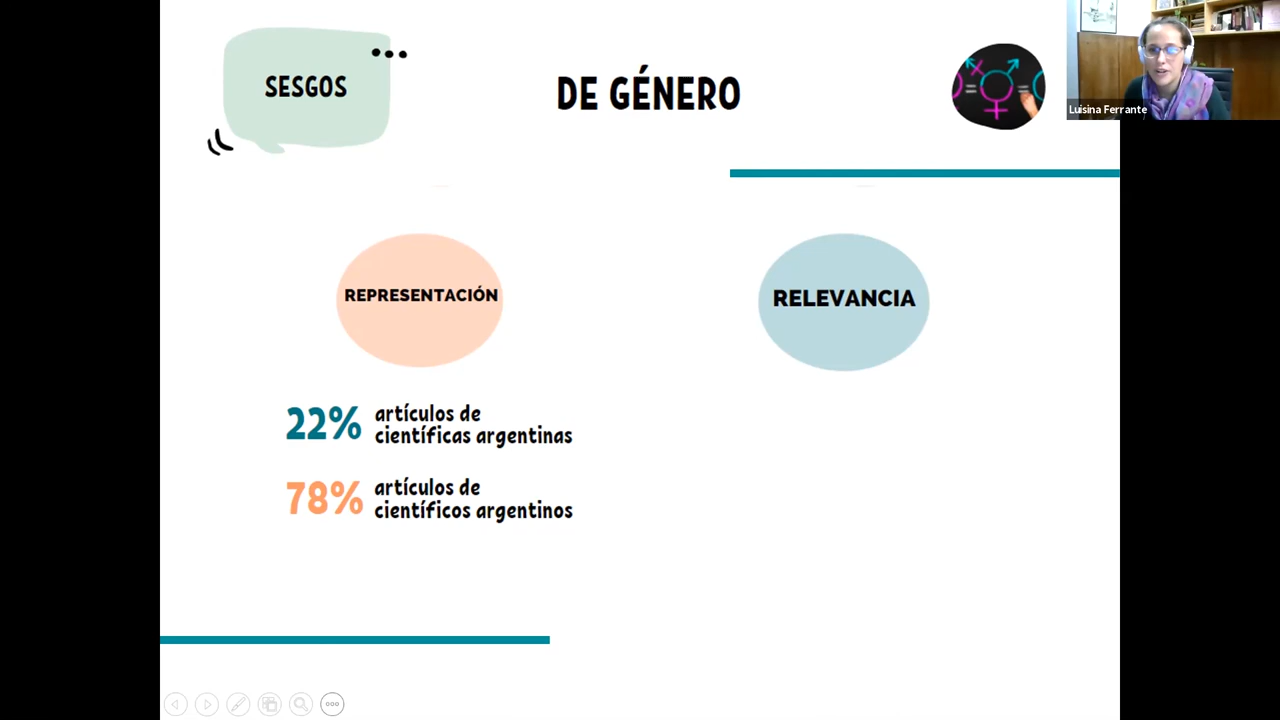 SESGOS
DE GÉNERO
Luisina Ferrante
REPRESENTACIÓN
RELEVANCIA
22%
artículos de
científicas argentinas
78%
artículos de
científicos argentinos